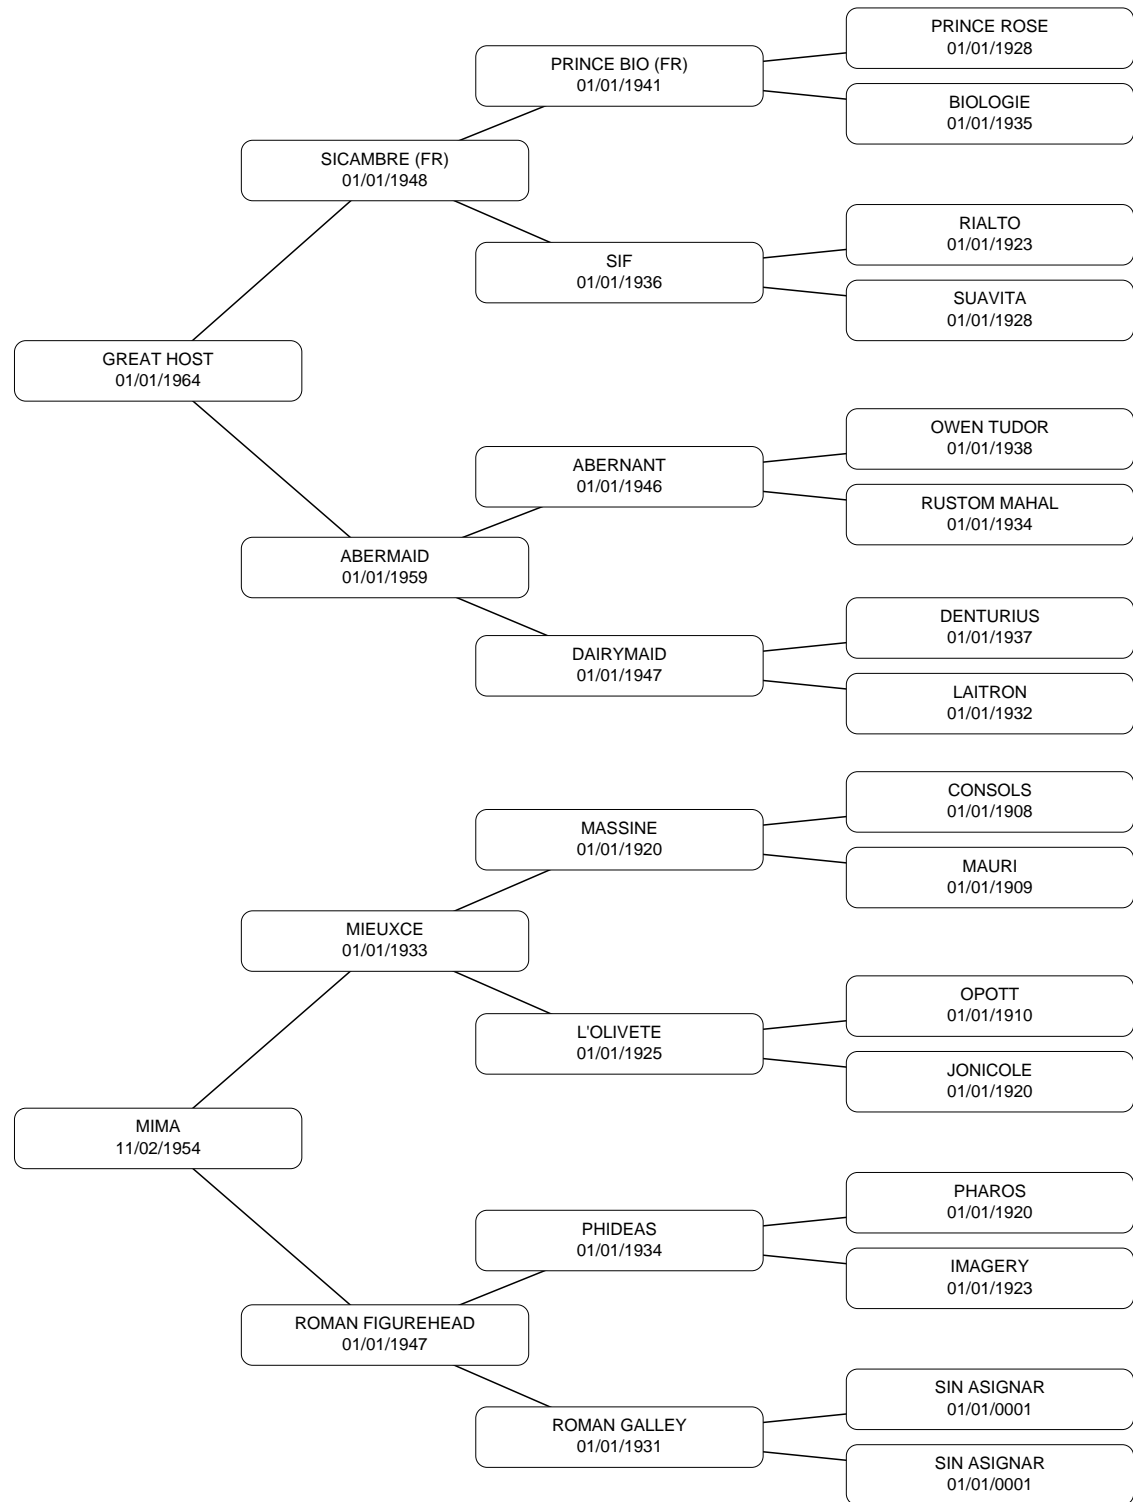 PRINCE ROSE
01/01/1928
PRINCE BIO (FR)
01/01/1941
BIOLOGIE
01/01/1935
SICAMBRE (FR)
01/01/1948
RIALTO
01/01/1923
SIF
01/01/1936
SUAVITA
01/01/1928
GREAT HOST
01/01/1964
OWEN TUDOR
01/01/1938
ABERNANT
01/01/1946
RUSTOM MAHAL
01/01/1934
ABERMAID
01/01/1959
DENTURIUS
01/01/1937
DAIRYMAID
01/01/1947
LAITRON
01/01/1932
CONSOLS
01/01/1908
MASSINE
01/01/1920
MAURI
01/01/1909
MIEUXCE
01/01/1933
OPOTT
01/01/1910
L'OLIVETE
01/01/1925
JONICOLE
01/01/1920
MIMA
11/02/1954
PHAROS
01/01/1920
PHIDEAS
01/01/1934
IMAGERY
01/01/1923
ROMAN FIGUREHEAD
01/01/1947
SIN ASIGNAR
01/01/0001
ROMAN GALLEY
01/01/1931
SIN ASIGNAR
01/01/0001